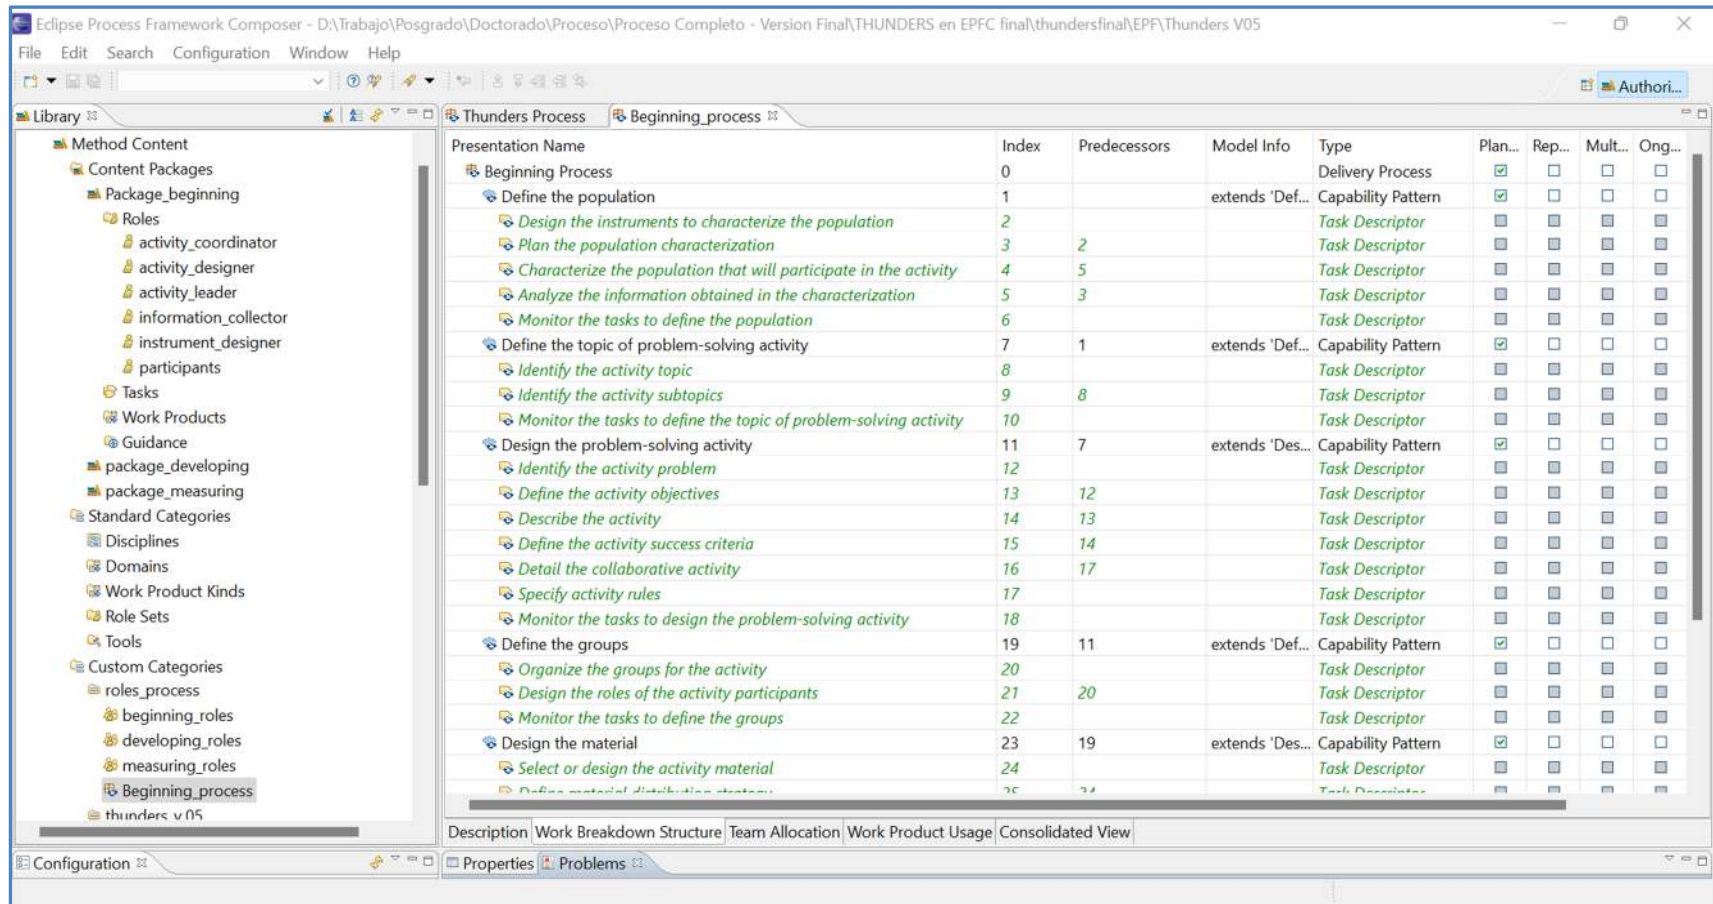 Eclipse Process Framework Composer - D:\Trabajo\Posgrado\Doctorado\Proceso\Proceso Completo - Version Final\THUNDERS en EPFC final\thundersfinal\EPF\Thunders V05
File Edit Search Configuration Window Help
Authori...
Library
Method Content
Content Packages
Package_beginning
Roles
activity_coordinator
activity_designer
activity_leader
information_collector
instrument_designer
participants
Tasks
Work Products
Guidance
package_developing
package_measuring
Standard Categories
Disciplines
Domains
Work Product Kinds
Role Sets
Tools
Custom Categories
roles_process
beginning_roles
developing_roles
measuring_roles
Beginning_process
thunders_v.05
Configuration
Thunders Process Beginning_process
Presentation Name Index Predecessors Model Info Type Plan... Rep... Mult... Ong...
Beginning Process 0 Delivery Process
Define the population 1 extends 'Def... Capability Pattern
Design the instruments to characterize the population 2 Task Descriptor
Plan the population characterization 3 2 Task Descriptor
Characterize the population that will participate in the activity 4 5 Task Descriptor
Analyze the information obtained in the characterization 5 3 Task Descriptor
Monitor the tasks to define the population 6 Task Descriptor
Define the topic of problem-solving activity 7 1 extends 'Def... Capability Pattern
Identify the activity topic 8 Task Descriptor
Identify the activity subtopics 9 8 Task Descriptor
Monitor the tasks to define the topic of problem-solving activity 10 Task Descriptor
Design the problem-solving activity 11 7 extends 'Des... Capability Pattern
Identify the activity problem 12 Task Descriptor
Define the activity objectives 13 12 Task Descriptor
Describe the activity 14 13 Task Descriptor
Define the activity success criteria 15 14 Task Descriptor
Detail the collaborative activity 16 17 Task Descriptor
Specify activity rules 17 Task Descriptor
Monitor the tasks to design the problem-solving activity 18 Task Descriptor
Define the groups 19 11 extends 'Def... Capability Pattern
Organize the groups for the activity 20 Task Descriptor
Design the roles of the activity participants 21 20 Task Descriptor
Monitor the tasks to define the groups 22 Task Descriptor
Design the material 23 19 extends 'Des... Capability Pattern
Select or design the activity material 24 Task Descriptor
Define material distribution strategy 25 24 Task Descriptor
Description Work Breakdown Structure Team Allocation Work Product Usage Consolidated View
Properties Problems